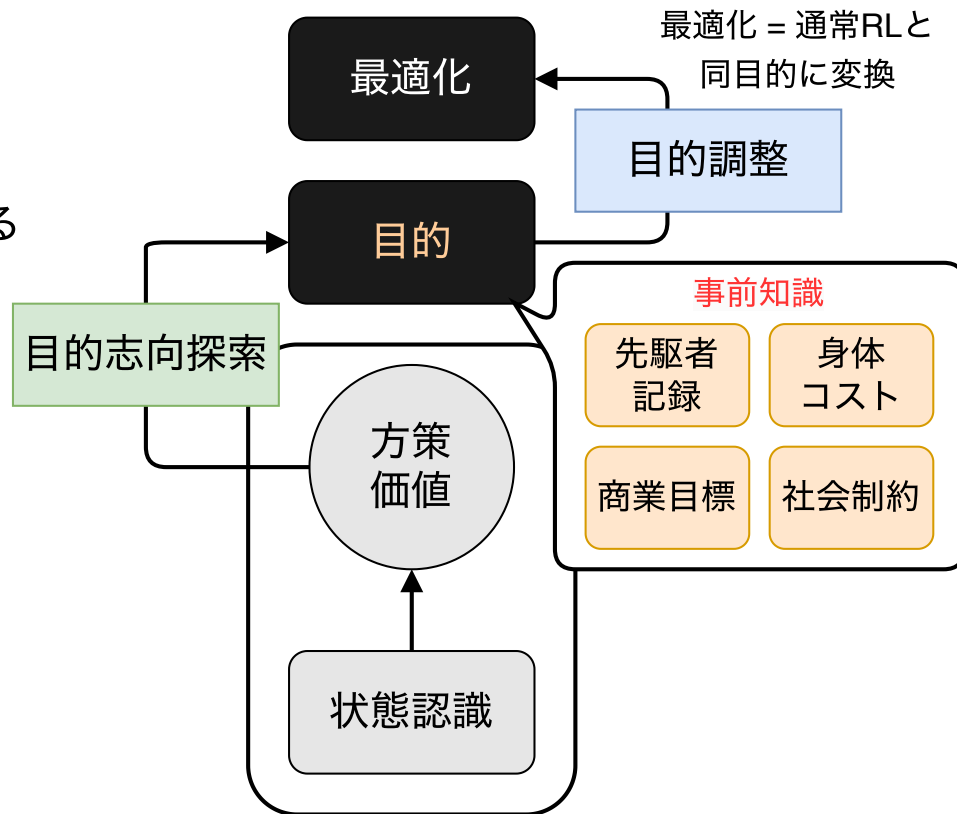 最適化 = 通常RLと
同目的に変換
最適化
目的調整
る
目的
事前知識
目的志向探索
先駆者
記録
身体
コスト
方策
価値
商業目標
社会制約
状態認識